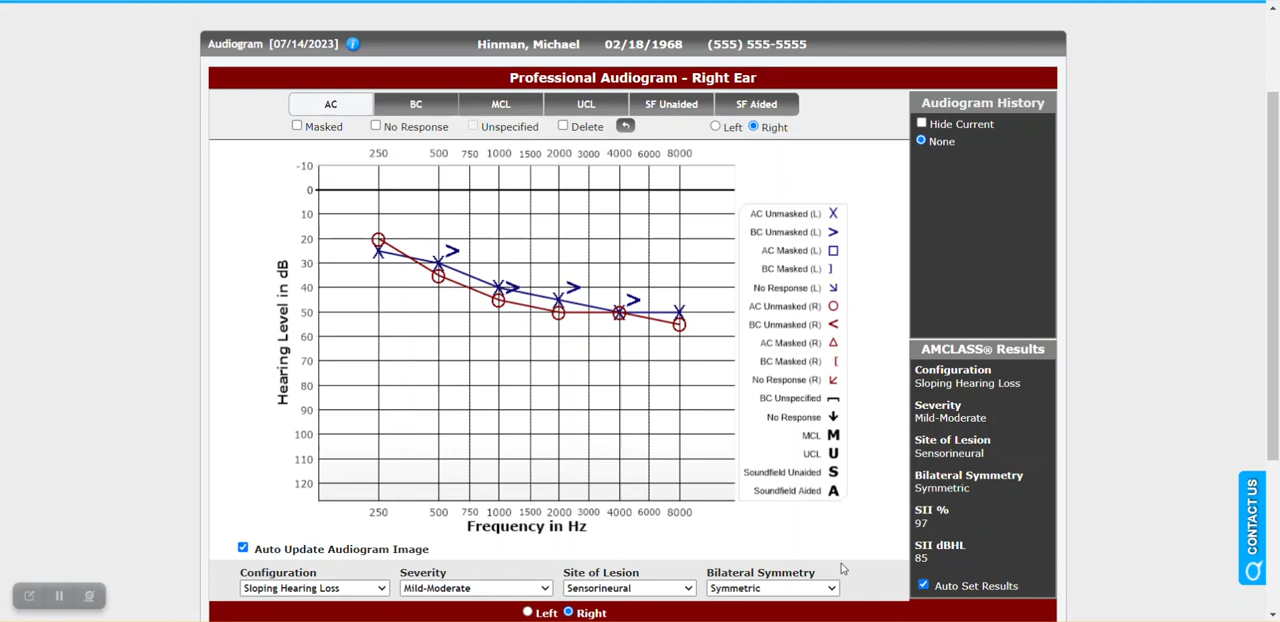 Audiogram [07/14/2023] i Hinman, Michael 02/18/1968 (555) 555-5555
Professional Audiogram - Right Ear
AC BC MCL UCL SF Unaided SF Aided
Masked No Response Unspecified Delete Left Right
250 500 750 1000 1500 2000 3000 4000 6000 8000
-10
0
10
20
30
40
50
60
70
80
90
100
110
120
Hearing Level in dB
250 500 750 1000 1500 2000 3000 4000 6000 8000
Frequency in Hz
AC Unmasked (L) X
BC Unmasked (L) >
AC Masked (L) □
BC Masked (L) ]
No Response (L) ↘
AC Unmasked (R) O
BC Unmasked (R) <
AC Masked (R) △
BC Masked (R) [
No Response (R) ↙
BC Unspecified
No Response ↓
MCL M
UCL U
Soundfield Unaided S
Soundfield Aided A
Auto Update Audiogram Image
Configuration Severity Site of Lesion Bilateral Symmetry
Sloping Hearing Loss Mild-Moderate Sensorineural Symmetric
Left Right
Audiogram History
Hide Current
None
AMCLASS® Results
Configuration
Sloping Hearing Loss
Severity
Mild-Moderate
Site of Lesion
Sensorineural
Bilateral Symmetry
Symmetric
SII %
97
SII dBHL
85
Auto Set Results
CONTACT US